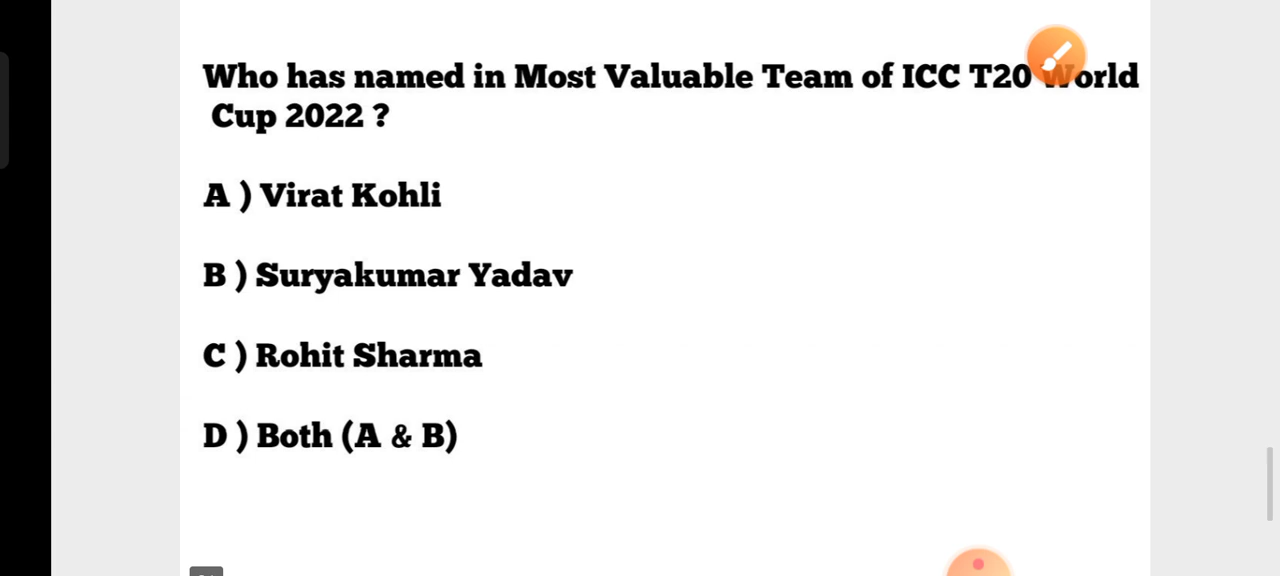 Who has named in Most Valuable Team of ICC T20 World
Cup 2022 ?
A ) Virat Kohli
B ) Suryakumar Yadav
C ) Rohit Sharma
D ) Both (A & B)